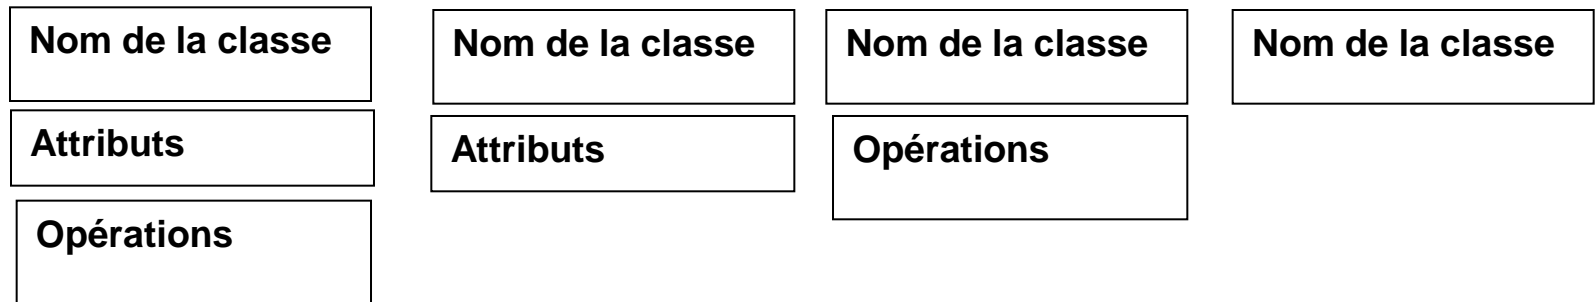 Nom de la classe
Attributs
Opérations
Nom de la classe
Attributs
Nom de la classe
Opérations
Nom de la classe